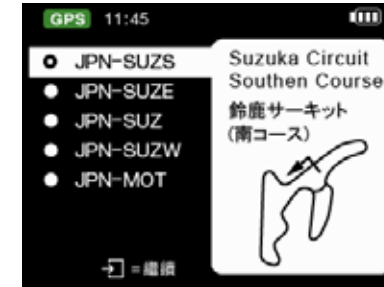 GPS 11:45
JPN-SUZS
JPN-SUZE
JPN-SUZ
JPN-SUZW
JPN-MOT
=繼續
Suzuka Circuit
Southen Course
鈴鹿サーキット
(南コース)